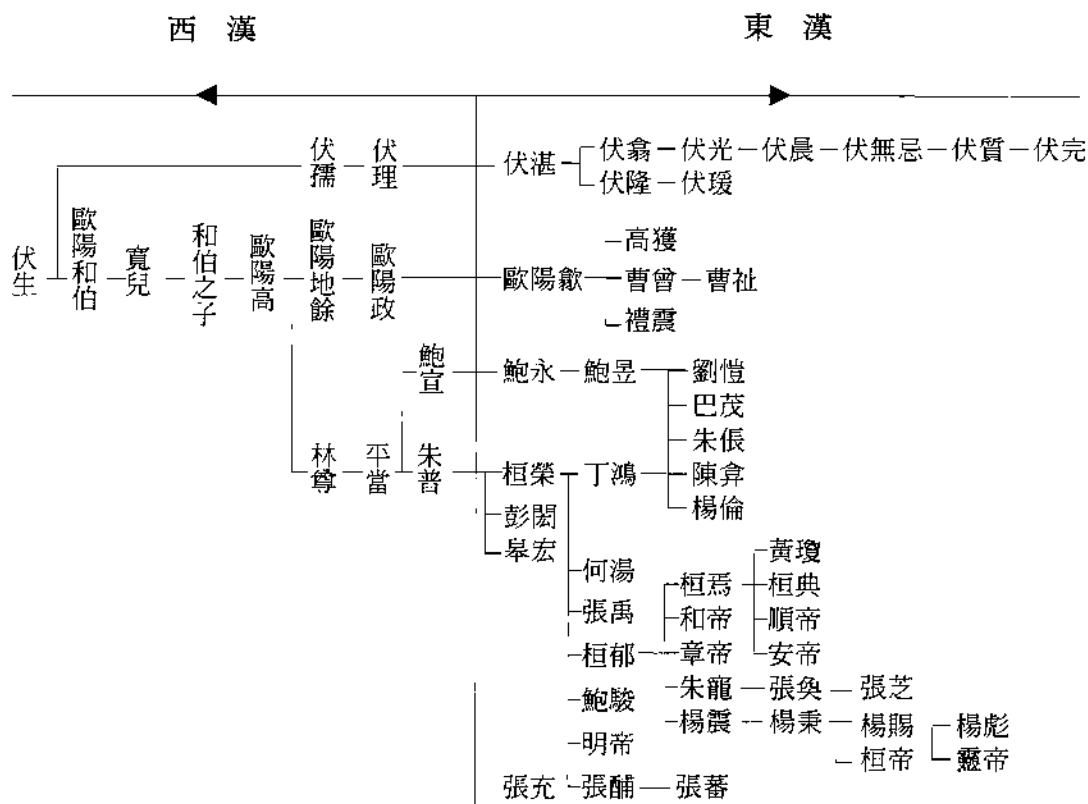 西漢 東漢
伏孺 伏理 伏湛 伏翕 伏光 伏晨 伏無忌 伏質 伏完
伏隆 伏瑗
伏生 歐陽和伯 寬兒 和伯之子 歐陽高 歐陽地餘 歐陽政 歐陽歙 高獲
曹曾 曹祉
禮震
鮑宣 鮑永 鮑昱 劉愷
巴茂
朱倀
林尊 平當 朱普 桓榮 丁鴻 陳弇
楊倫
彭閎
皋宏
何湯 黃瓊
張禹 桓焉 桓典
和帝 順帝
桓郁 章帝 安帝
鮑駿 朱寵 張奐 張芝
楊震 楊秉 楊賜 楊彪
明帝 桓帝 靈帝
張充 張酺 張蕃